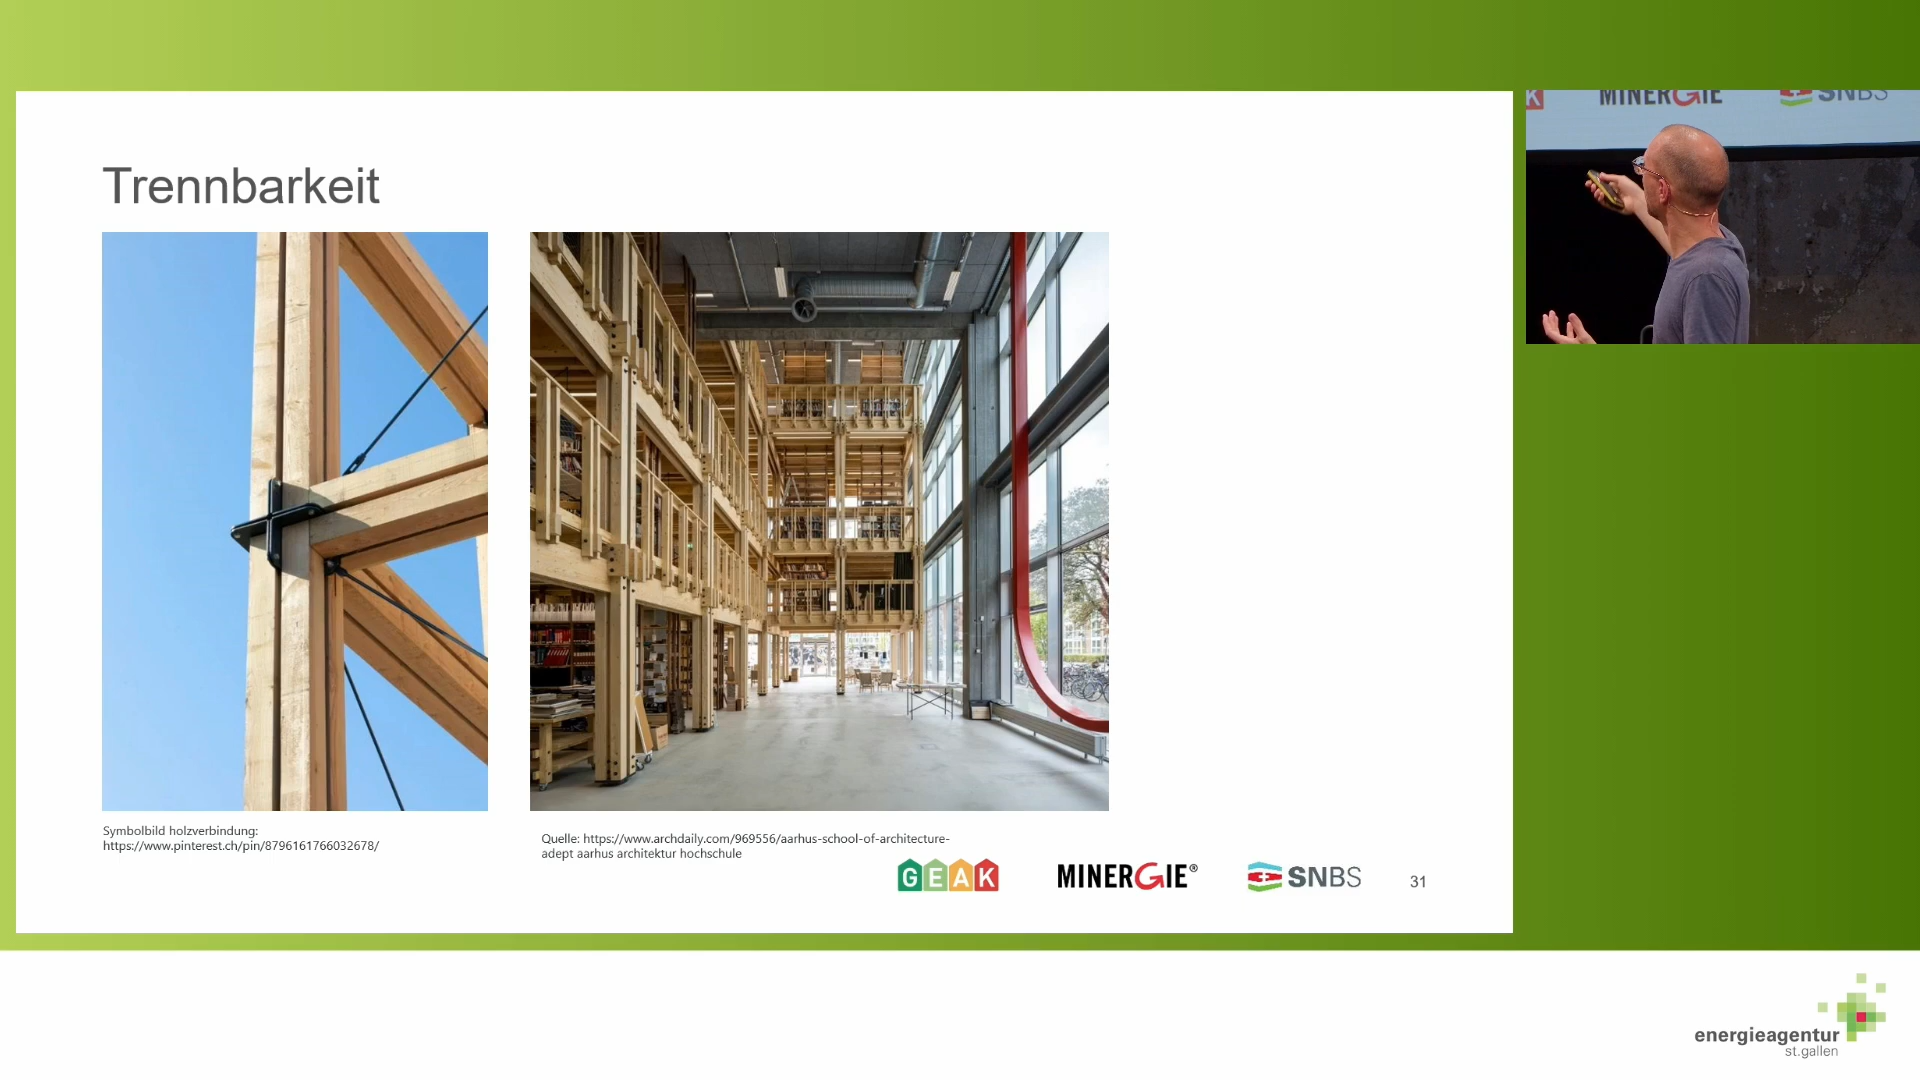 K MINERGIE SNBS
Trennbarkeit
Symbolbild holzverbindung:
https://www.pinterest.ch/pin/8796161766032678/
Quelle: https://www.archdaily.com/969556/aarhus-school-of-architecture-
adept aarhus architektur hochschule
GEAK MINERGIE® SNBS 31
energieagentur
st.gallen